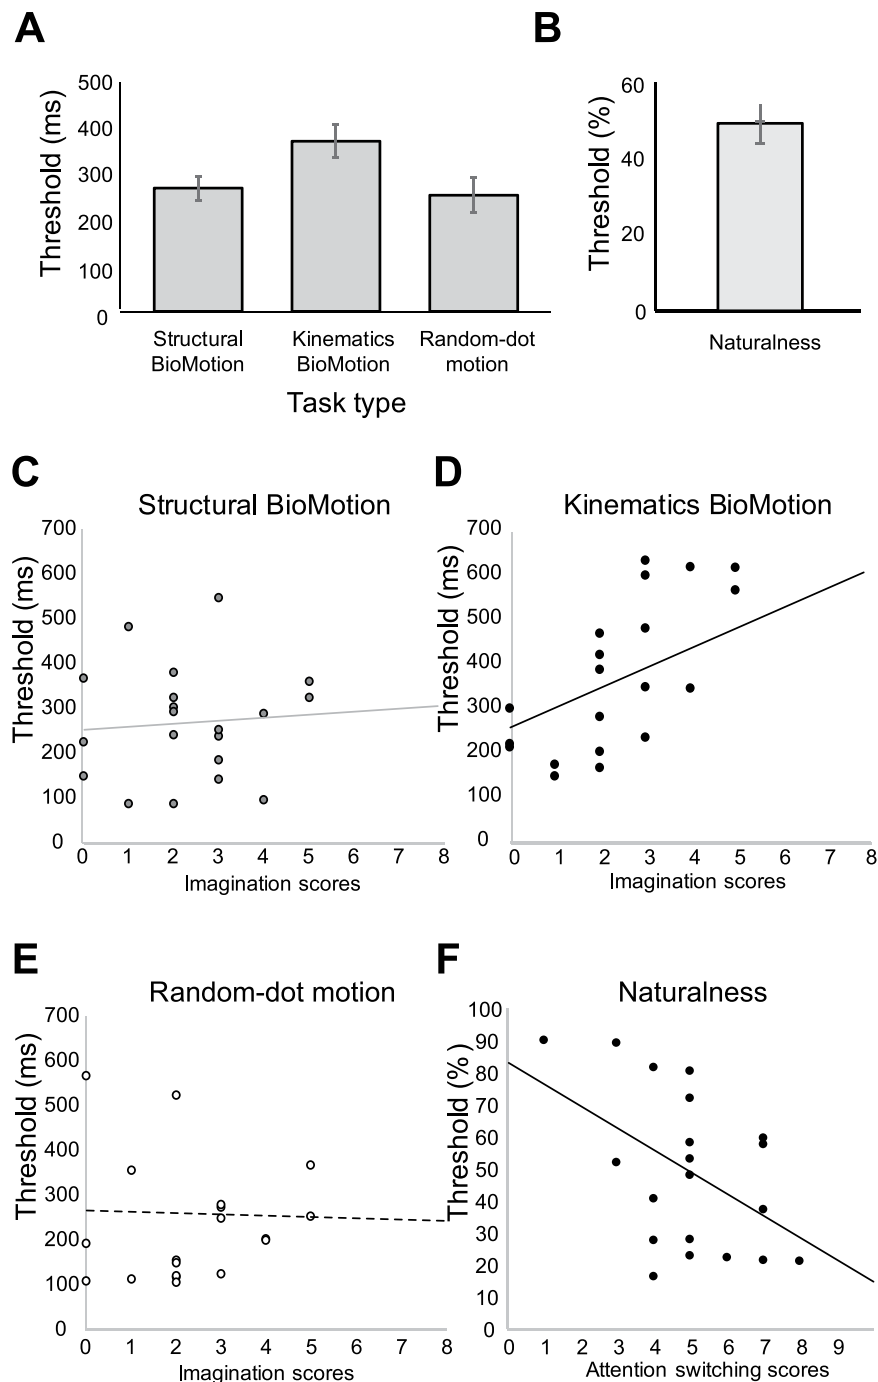 A
Threshold (ms)
500
400
300
200
100
0
Structural BioMotion
Kinematics BioMotion
Random-dot motion
Task type
B
Threshold (%)
60
40
20
0
Naturalness
C
Structural BioMotion
Threshold (ms)
700
600
500
400
300
200
100
0
0 1 2 3 4 5 6 7 8
Imagination scores
D
Kinematics BioMotion
Threshold (ms)
700
600
500
400
300
200
100
0
0 1 2 3 4 5 6 7 8
Imagination scores
E
Random-dot motion
Threshold (ms)
700
600
500
400
300
200
100
0
0 1 2 3 4 5 6 7 8
Imagination scores
F
Naturalness
Threshold (%)
100
90
80
70
60
50
40
30
20
10
0
0 1 2 3 4 5 6 7 8 9
Attention switching scores